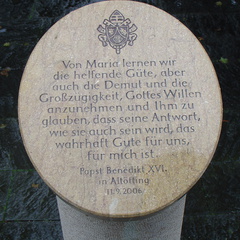 Von Maria lernen wir
die helfende Güte, aber
auch die Demut und die
Großzügigkeit, Gottes Willen
anzunehmen und Ihm zu
glauben, dass seine Antwort,
wie sie auch sein wird, das
wahrhaft Gute für uns,
für mich ist.
Papst Benedikt XVI.
in Altötting
11.9.2006